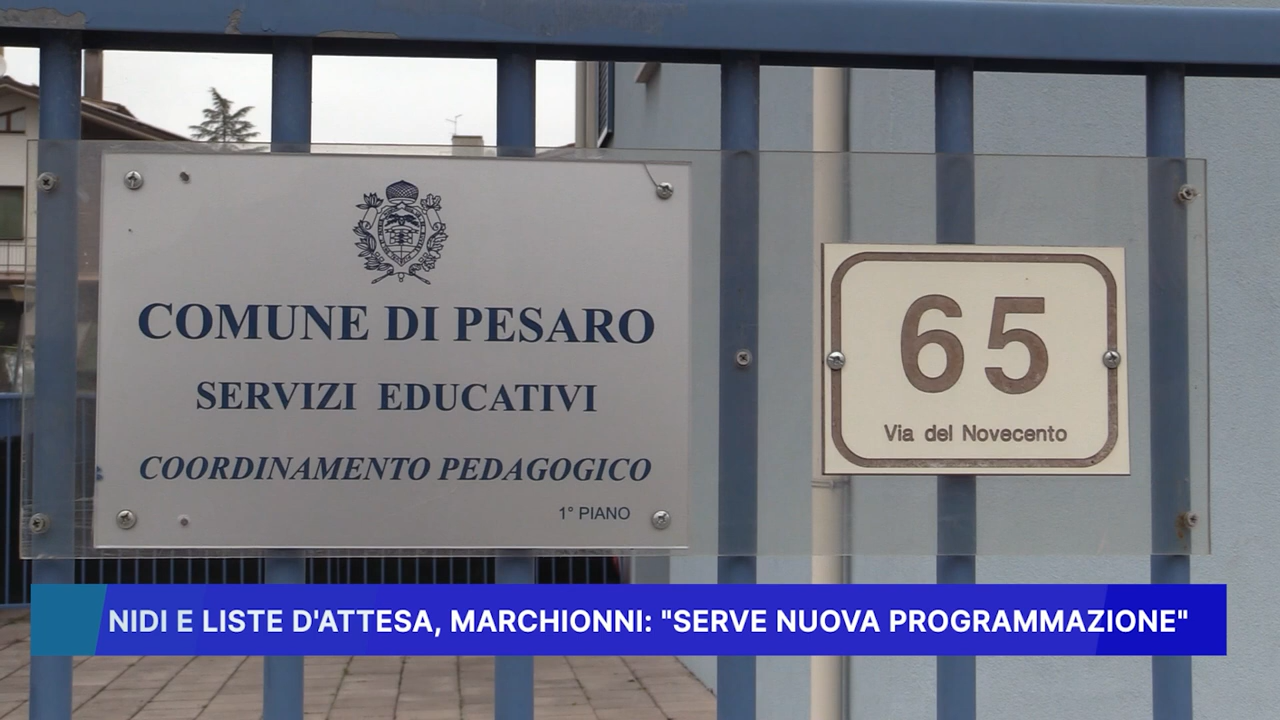 COMUNE DI PESARO
SERVIZI EDUCATIVI
COORDINAMENTO PEDAGOGICO
1° PIANO
65
Via del Novecento
NIDI E LISTE D'ATTESA, MARCHIONNI: "SERVE NUOVA PROGRAMMAZIONE"